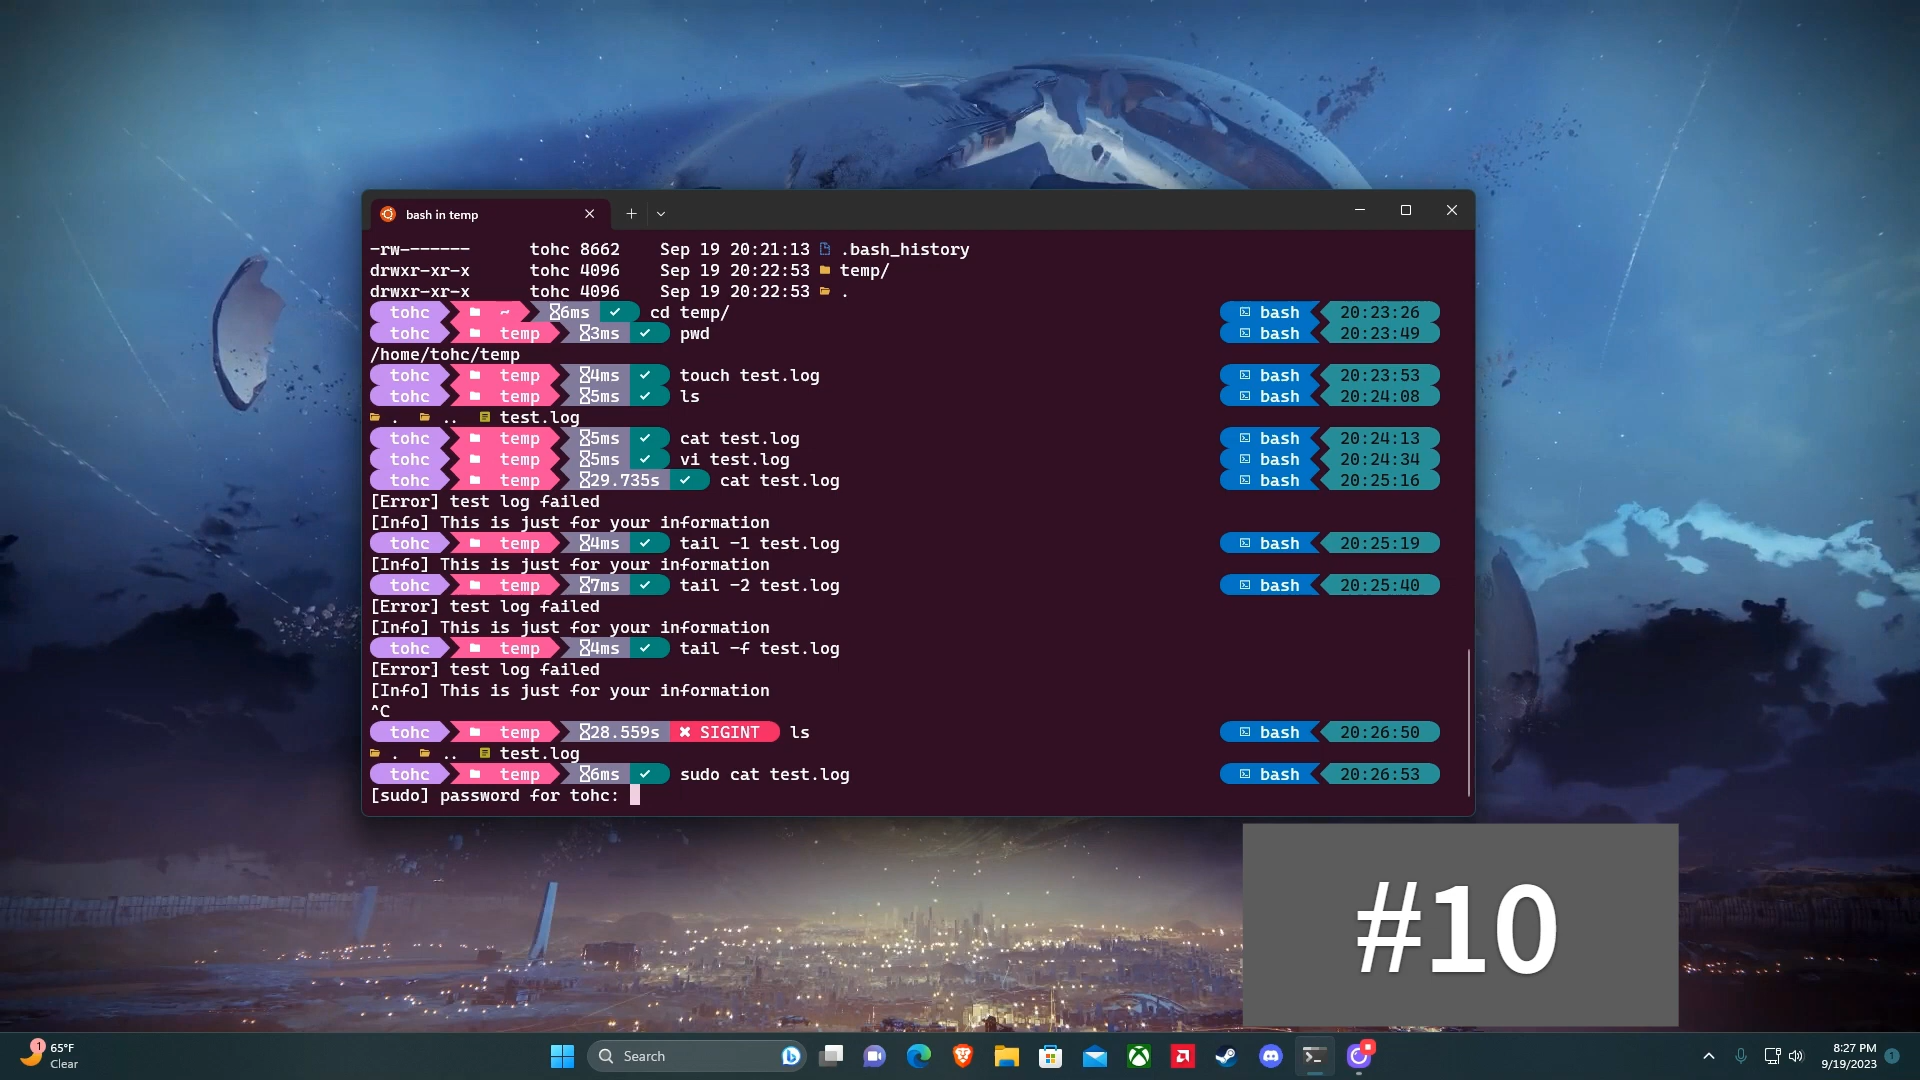 bash in temp
-rw------- tohc 8662 Sep 19 20:21:13 .bash_history
drwxr-xr-x tohc 4096 Sep 19 20:22:53 temp/
drwxr-xr-x tohc 4096 Sep 19 20:22:53 .
tohc ~ 6ms ✓ cd temp/ bash 20:23:26
tohc temp 3ms ✓ pwd bash 20:23:49
/home/tohc/temp
tohc temp 4ms ✓ touch test.log bash 20:23:53
tohc temp 5ms ✓ ls bash 20:24:08
. .. test.log
tohc temp 5ms ✓ cat test.log bash 20:24:13
tohc temp 5ms ✓ vi test.log bash 20:24:34
tohc temp 29.735s ✓ cat test.log bash 20:25:16
[Error] test log failed
[Info] This is just for your information
tohc temp 4ms ✓ tail -1 test.log bash 20:25:19
[Info] This is just for your information
tohc temp 7ms ✓ tail -2 test.log bash 20:25:40
[Error] test log failed
[Info] This is just for your information
tohc temp 4ms ✓ tail -f test.log
[Error] test log failed
[Info] This is just for your information
^C
tohc temp 28.559s ✖ SIGINT ls bash 20:26:50
. .. test.log
tohc temp 6ms ✓ sudo cat test.log bash 20:26:53
[sudo] password for tohc:
#10
1
65°F
Clear
Search
8:27 PM
9/19/2023
1